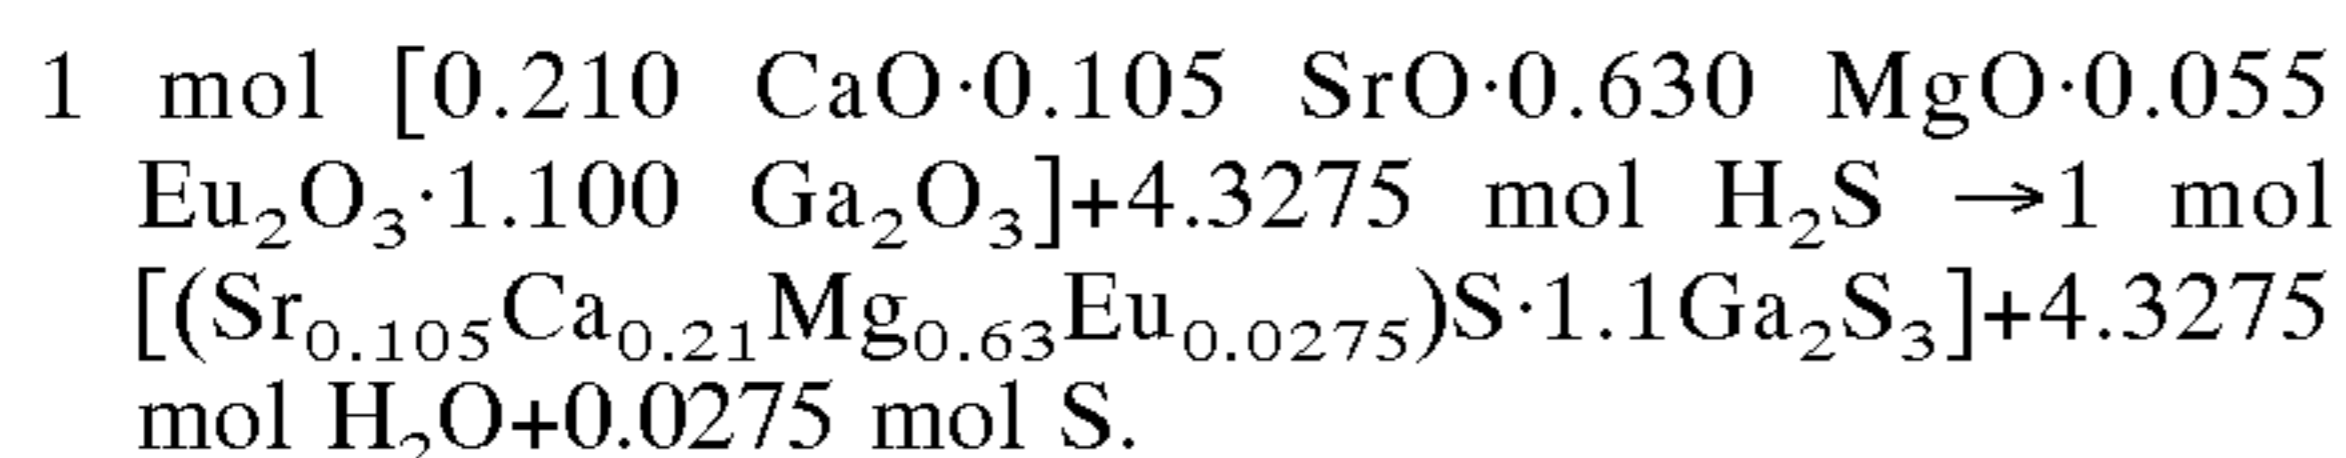 1 mol [0.210 CaO·0.105 SrO·0.630 MgO·0.055
Eu₂O₃·1.100 Ga₂O₃]+4.3275 mol H₂S →1 mol
[(Sr₀.₁₀₅Ca₀.₂₁Mg₀.₆₃Eu₀.₀₂₇₅)S·1.1Ga₂S₃]+4.3275
mol H₂O+0.0275 mol S.